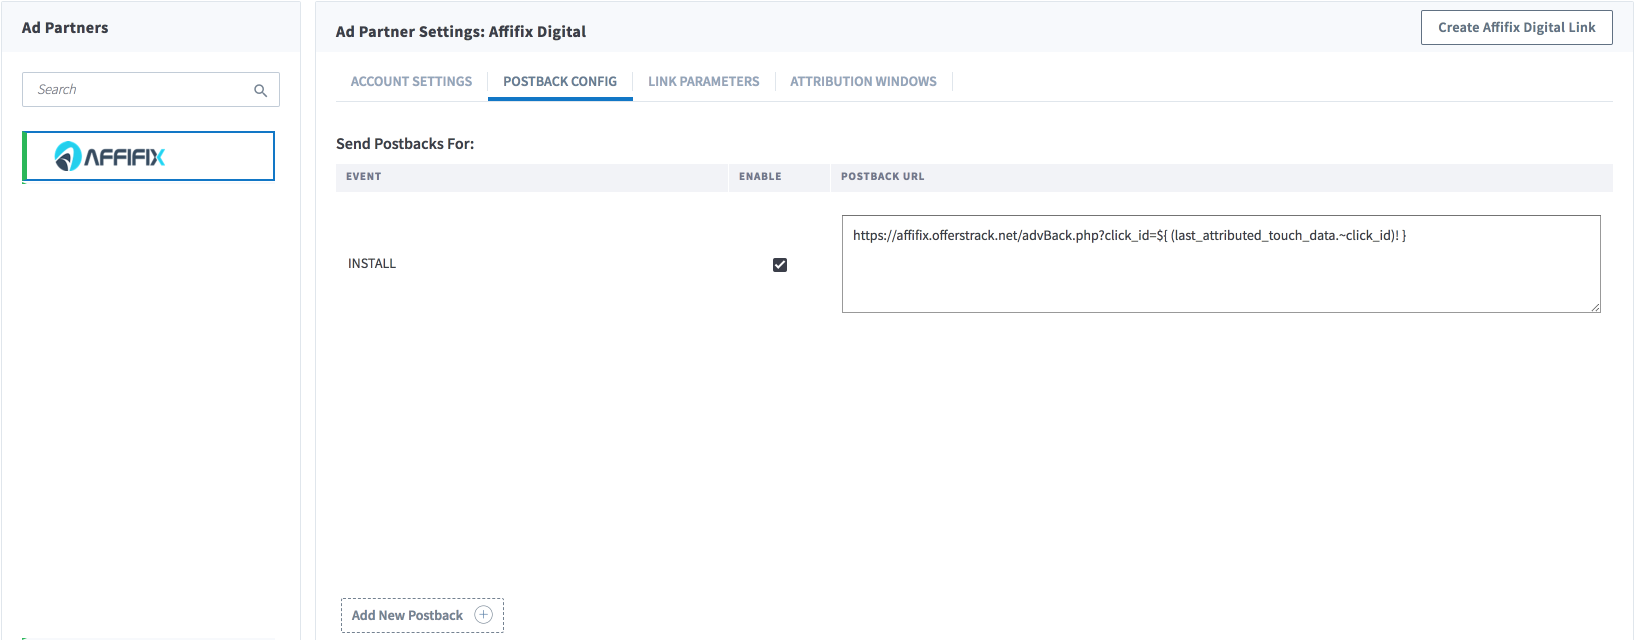 Ad Partners
Search
AFFIFIX
Ad Partner Settings: Affifix Digital
Create Affifix Digital Link
ACCOUNT SETTINGS
POSTBACK CONFIG
LINK PARAMETERS
ATTRIBUTION WINDOWS
Send Postbacks For:
EVENT
ENABLE
POSTBACK URL
INSTALL
https://affifix.offerstrack.net/advBack.php?click_id=${ (last_attributed_touch_data.~click_id)! }
Add New Postback